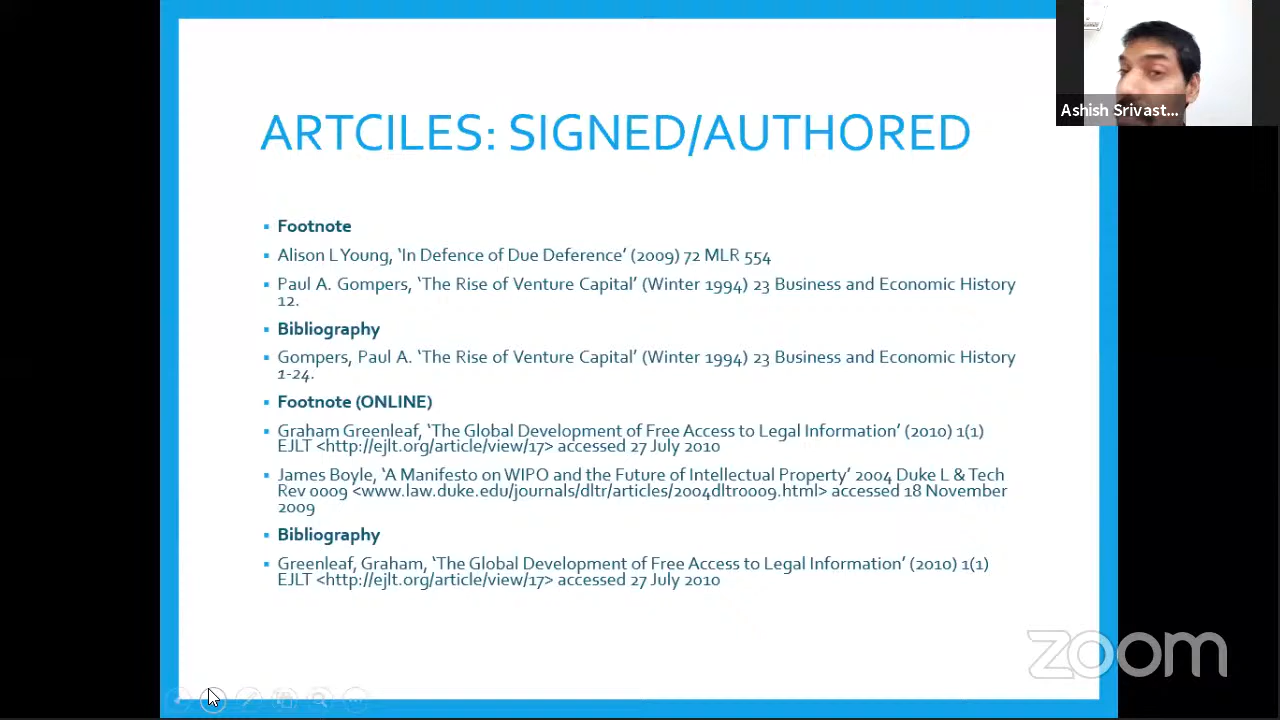 ARTCILES: SIGNED/AUTHORED
Ashish Srivast...
Footnote
Alison L Young, ‘In Defence of Due Deference’ (2009) 72 MLR 554
Paul A. Gompers, ‘The Rise of Venture Capital’ (Winter 1994) 23 Business and Economic History
12.
Bibliography
Gompers, Paul A. ‘The Rise of Venture Capital’ (Winter 1994) 23 Business and Economic History
1-24.
Footnote (ONLINE)
Graham Greenleaf, ‘The Global Development of Free Access to Legal Information’ (2010) 1(1)
EJLT <http://ejlt.org/article/view/17> accessed 27 July 2010
James Boyle, ‘A Manifesto on WIPO and the Future of Intellectual Property’ 2004 Duke L & Tech
Rev 0009 <www.law.duke.edu/journals/dltr/articles/2004dltr0009.html> accessed 18 November
2009
Bibliography
Greenleaf, Graham, ‘The Global Development of Free Access to Legal Information’ (2010) 1(1)
EJLT <http://ejlt.org/article/view/17> accessed 27 July 2010
zoom